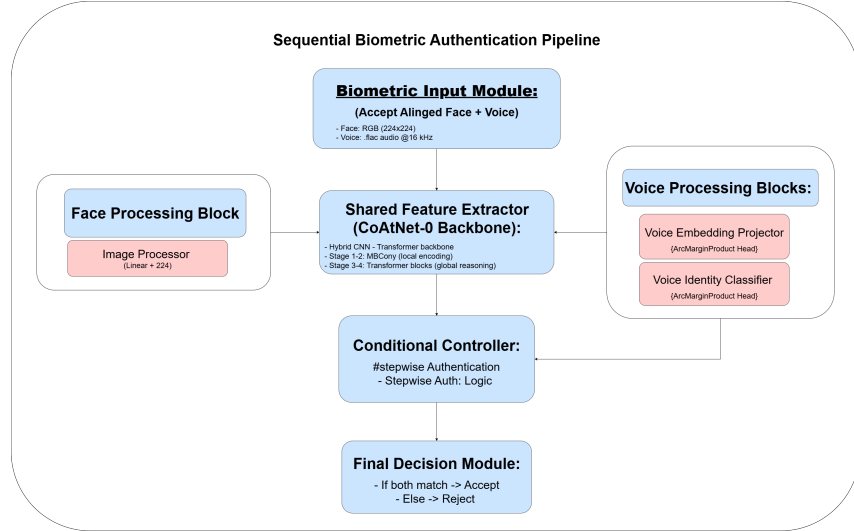 Sequential Biometric Authentication Pipeline
Biometric Input Module:
(Accept Alinged Face + Voice)
- Face: RGB (224x224)
- Voice: .flac audio @16 kHz
Face Processing Block
Image Processor
(Linear + 224)
Shared Feature Extractor
(CoAtNet-0 Backbone):
- Hybrid CNN - Transformer backbone
- Stage 1-2: MBCony (local encoding)
- Stage 3-4: Transformer blocks (global reasoning)
Voice Processing Blocks:
Voice Embedding Projector
{ArcMarginProduct Head}
Voice Identity Classifier
{ArcMarginProduct Head}
Conditional Controller:
#stepwise Authentication
- Stepwise Auth: Logic
Final Decision Module:
- If both match -> Accept
- Else -> Reject